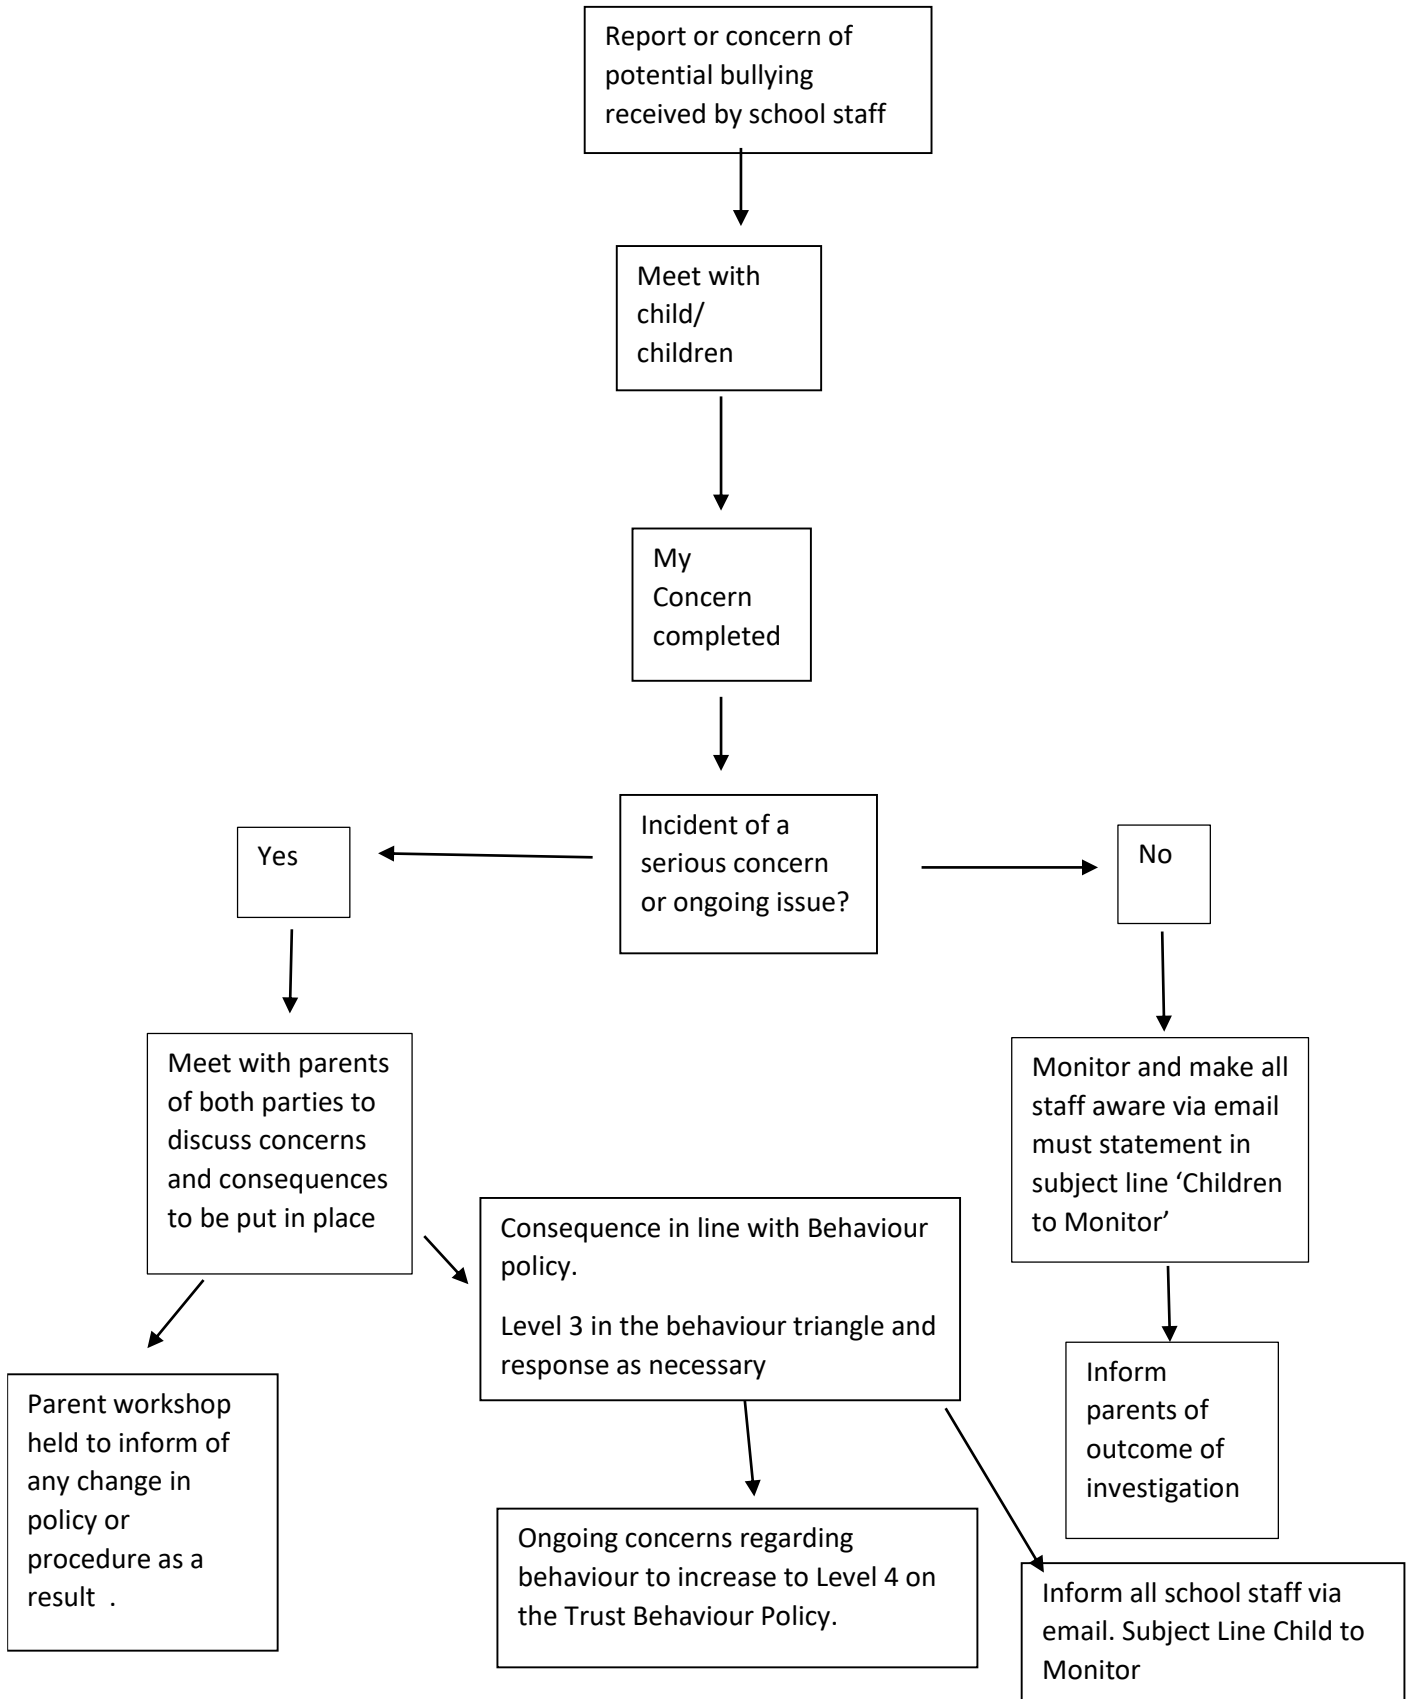 Report or concern of
potential bullying
received by school staff
Meet with
child/
children
My
Concern
completed
Incident of a
serious concern
or ongoing issue?
Yes
No
Meet with parents
of both parties to
discuss concerns
and consequences
to be put in place
Monitor and make all
staff aware via email
must statement in
subject line ‘Children
to Monitor’
Consequence in line with Behaviour
policy.
Level 3 in the behaviour triangle and
response as necessary
Inform
parents of
outcome of
investigation
Parent workshop
held to inform of
any change in
policy or
procedure as a
result .
Ongoing concerns regarding
behaviour to increase to Level 4 on
the Trust Behaviour Policy.
Inform all school staff via
email. Subject Line Child to
Monitor